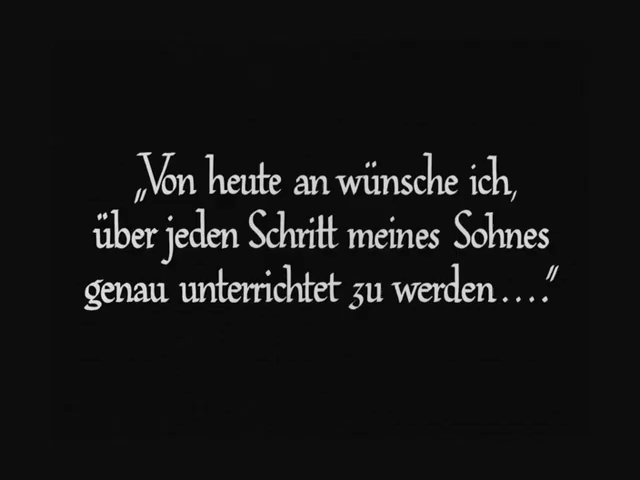 „Von heute an wünsche ich,
über jeden Schritt meines Sohnes
genau unterrichtet zu werden....“